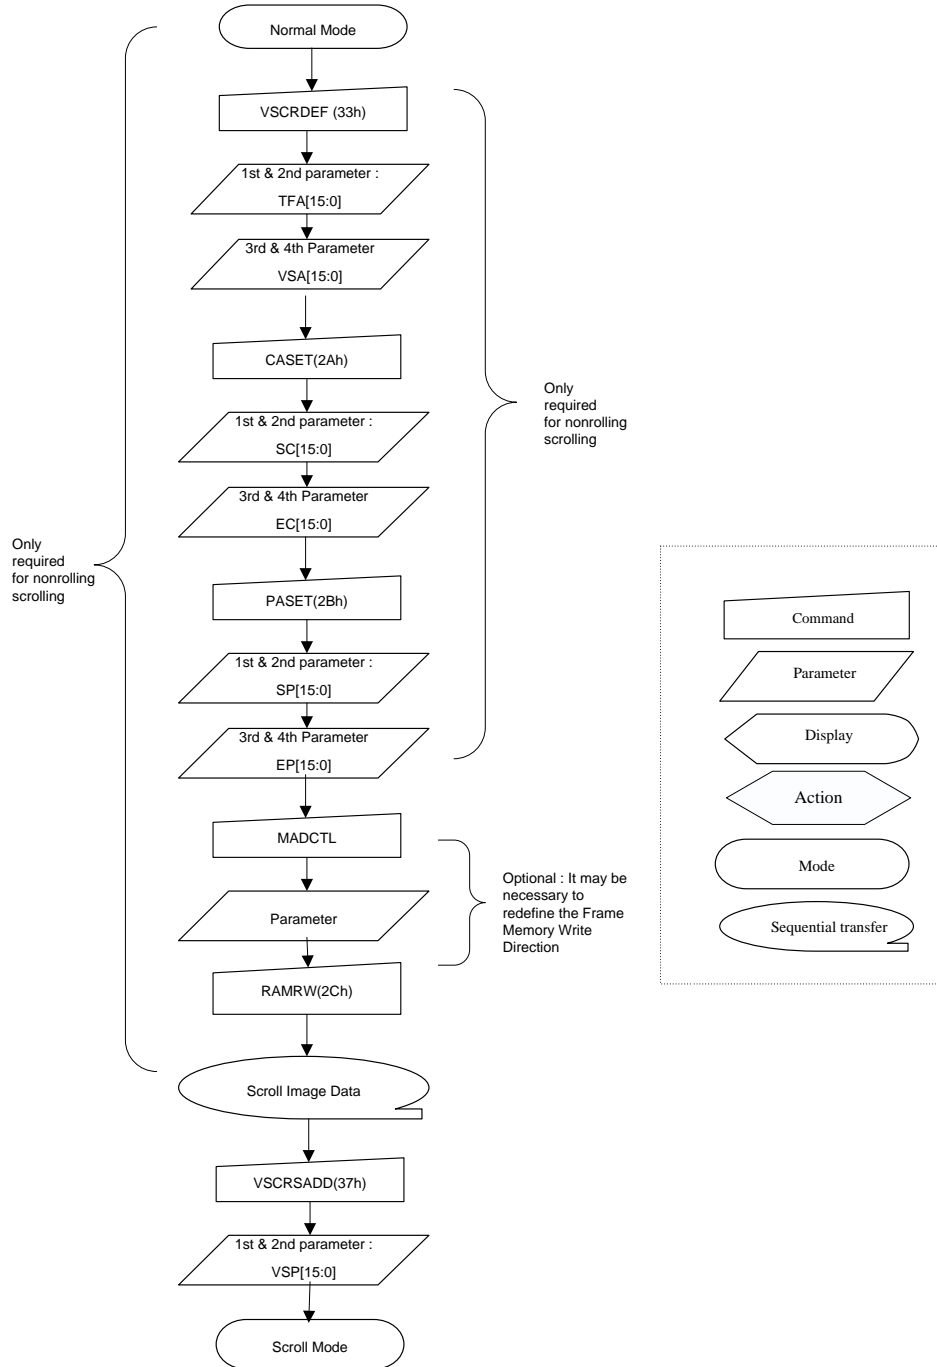 Normal Mode
VSCRDEF (33h)
1st & 2nd parameter :
TFA[15:0]
3rd & 4th Parameter
VSA[15:0]
CASET(2Ah)
1st & 2nd parameter :
SC[15:0]
3rd & 4th Parameter
EC[15:0]
PASET(2Bh)
1st & 2nd parameter :
SP[15:0]
3rd & 4th Parameter
EP[15:0]
MADCTL
Parameter
RAMRW(2Ch)
Scroll Image Data
VSCRSADD(37h)
1st & 2nd parameter :
VSP[15:0]
Scroll Mode
Only
required
for nonrolling
scrolling
Only
required
for nonrolling
scrolling
Optional : It may be
necessary to
redefine the Frame
Memory Write
Direction
Command
Parameter
Display
Action
Mode
Sequential transfer